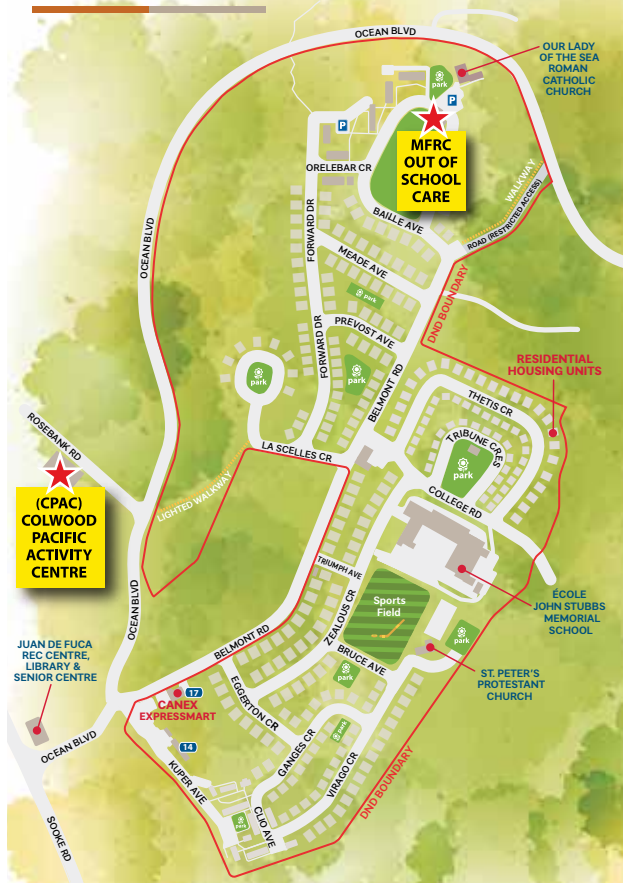 OCEAN BLVD
OUR LADY
OF THE SEA
ROMAN
CATHOLIC
CHURCH
park
P
P
MFRC
OUT OF
SCHOOL
CARE
ORELEBAR CR
WALKWAY
ROAD (RESTRICTED ACCESS)
BAILLE AVE
OCEAN BLVD
FORWARD DR
MEADE AVE
DND BOUNDARY
park
PREVOST AVE
FORWARD DR
park
park
BELMONT RD
RESIDENTIAL
HOUSING UNITS
THETIS CR
TRIBUNE CRES
park
ROSEBANK RD
LA SCELLES CR
LIGHTED WALKWAY
COLLEGE RD
(CPAC)
COLWOOD
PACIFIC
ACTIVITY
CENTRE
TRIUMPH AVE
OCEAN BLVD
Sports
Field
ZEALOUS CR
ÉCOLE
JOHN STUBBS
MEMORIAL
SCHOOL
BELMONT RD
park
JUAN DE FUCA
REC CENTRE,
LIBRARY &
SENIOR CENTRE
BRUCE AVE
park
ST. PETER'S
PROTESTANT
CHURCH
17
CANEX
EXPRESSMART
EGGERTON CR
14
OCEAN BLVD
GANGES CR
park
VIRAGO CR
DND BOUNDARY
KUPER AVE
CLIO AVE
park
SOOKE RD